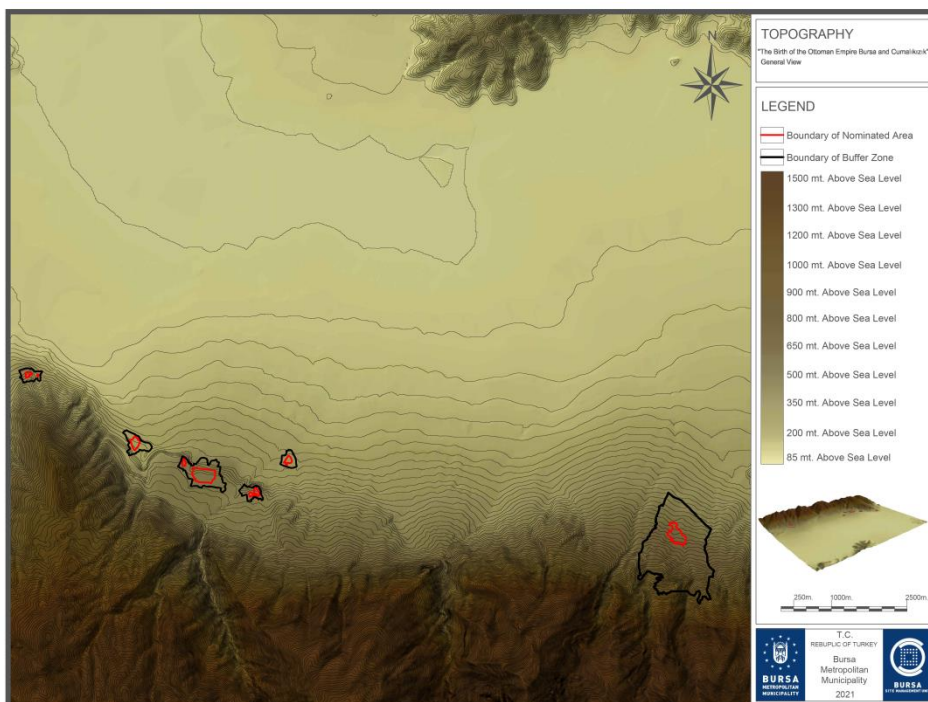 N
TOPOGRAPHY
"The Birth of the Ottoman Empire Bursa and Cumalıkızık"
General View
LEGEND
Boundary of Nominated Area
Boundary of Buffer Zone
1500 mt. Above Sea Level
1300 mt. Above Sea Level
1200 mt. Above Sea Level
1000 mt. Above Sea Level
900 mt. Above Sea Level
800 mt. Above Sea Level
650 mt. Above Sea Level
500 mt. Above Sea Level
350 mt. Above Sea Level
200 mt. Above Sea Level
85 mt. Above Sea Level
250m. 1000m. 2500m.
T.C.
REBUPLIC OF TURKEY
Bursa
Metropolitan
Municipality
2021
BURSA
METROPOLITAN
MUNICIPALITY
BURSA
SITE MANAGEMENT UNIT